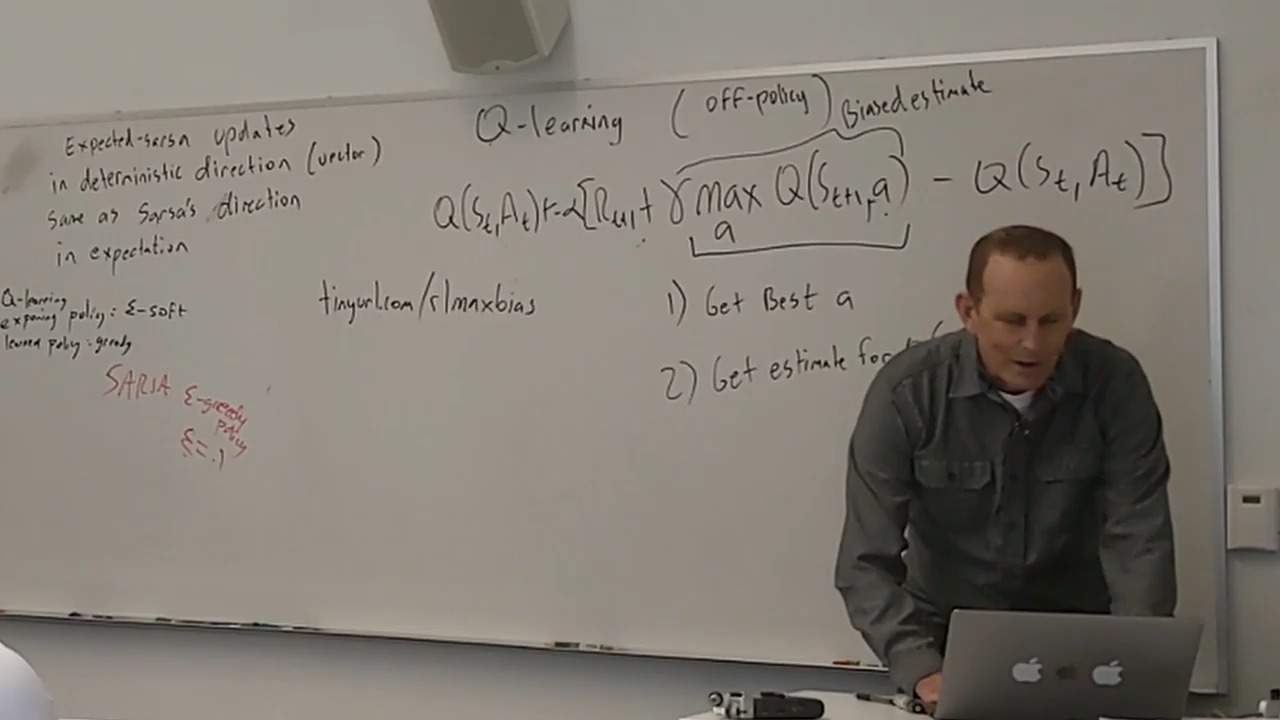 Expected-sarsa updates
in deterministic direction (vector)
same as Sarsa's direction
in expectation
Q-learning
policy: ε-soft
learned policy: greedy
SARSA ε-greedy
policy
ε=.1
tinyurl.com/rlmaxbias
Q-learning (off-policy)
Biased estimate
Q(St,At)+=α[Rt+1+ γ max Q(St+1,a) - Q(St,At)]
a
1) Get Best a
2) Get estimate for